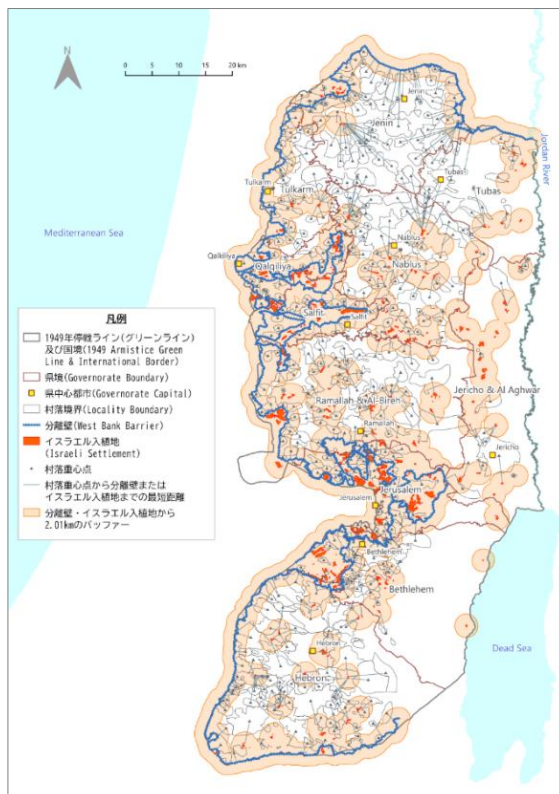 N
0 5 10 15 20 km
Jenin
Jenin
Jordan River
Tubas
Tubas
Tulkarm
Tulkarm
Mediterranean Sea
Nablus
Nablus
Qalkiliya
Qalqiliya
Salfit
Salfit
凡例
1949年停戦ライン(グリーンライン)
及び国境(1949 Armistice Green
Line & International Border)
県境(Governorate Boundary)
県中心都市(Governorate Capital)
村落境界(Locality Boundary)
分離壁(West Bank Barrier)
イスラエル入植地
(Israeli Settlement)
村落重心点
村落重心点から分離壁または
イスラエル入植地までの最短距離
分離壁・イスラエル入植地から
2.01kmのバッファー
Jericho & Al Aghwar
Ramallah & Al-Bireh
Ramallah
Jericho
Jerusalem
Jerusalem
Bethlehem
Bethlehem
Dead Sea
Hebron
Hebron